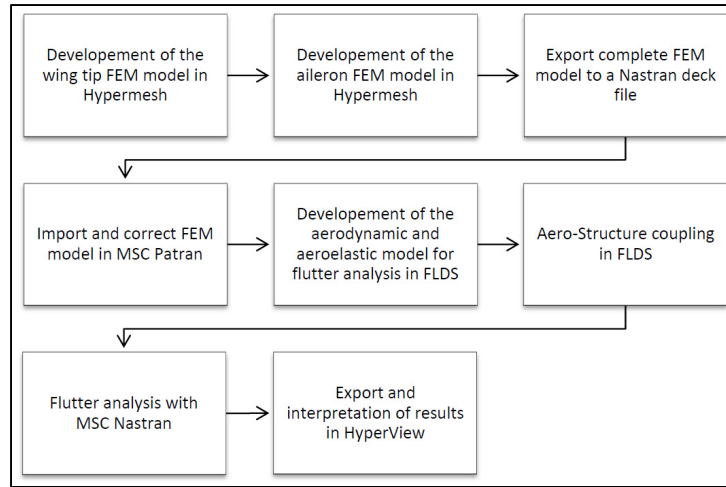 Developement of the
wing tip FEM model in
Hypermesh
Developement of the
aileron FEM model in
Hypermesh
Export complete FEM
model to a Nastran deck
file
Import and correct FEM
model in MSC Patran
Developement of the
aerodynamic and
aeroelastic model for
flutter analysis in FLDS
Aero-Structure coupling
in FLDS
Flutter analysis with
MSC Nastran
Export and
interpretation of results
in HyperView